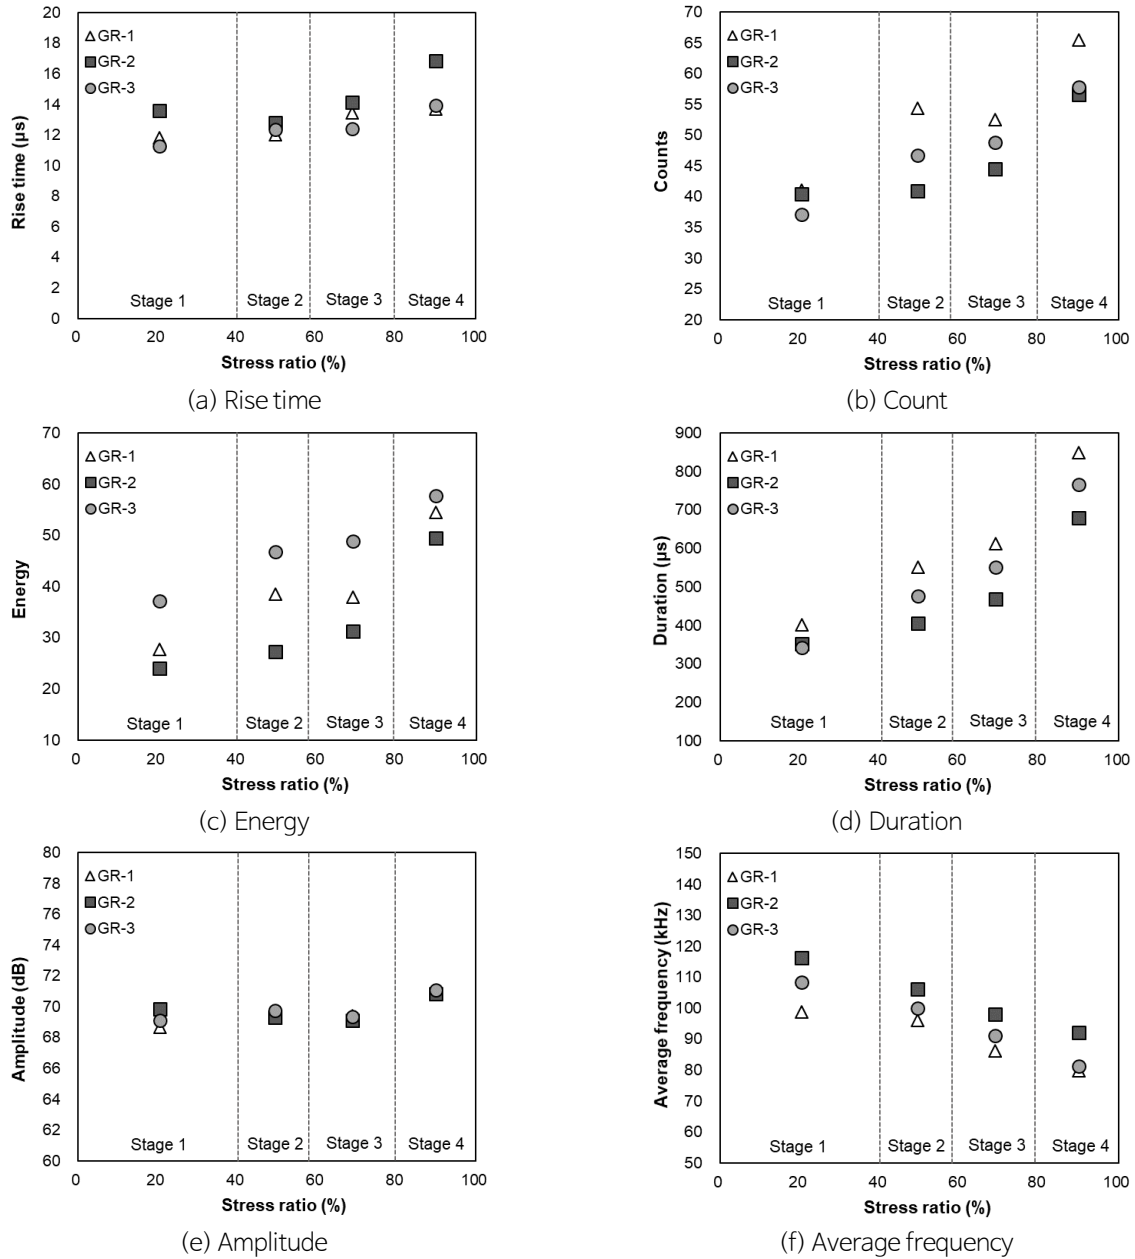 20
18
16
14
12
10
8
6
4
2
0
Rise time (μs)
GR-1
GR-2
GR-3
Stage 1
Stage 2
Stage 3
Stage 4
0
20
40
60
80
100
Stress ratio (%)
(a) Rise time
70
65
60
55
50
45
40
35
30
25
20
Counts
GR-1
GR-2
GR-3
Stage 1
Stage 2
Stage 3
Stage 4
0
20
40
60
80
100
Stress ratio (%)
(b) Count
70
60
50
40
30
20
10
Energy
GR-1
GR-2
GR-3
Stage 1
Stage 2
Stage 3
Stage 4
0
20
40
60
80
100
Stress ratio (%)
(c) Energy
900
800
700
600
500
400
300
200
100
Duration (μs)
GR-1
GR-2
GR-3
Stage 1
Stage 2
Stage 3
Stage 4
0
20
40
60
80
100
Stress ratio (%)
(d) Duration
80
78
76
74
72
70
68
66
64
62
60
Amplitude (dB)
GR-1
GR-2
GR-3
Stage 1
Stage 2
Stage 3
Stage 4
0
20
40
60
80
100
Stress ratio (%)
(e) Amplitude
150
140
130
120
110
100
90
80
70
60
50
Average frequency (kHz)
GR-1
GR-2
GR-3
Stage 1
Stage 2
Stage 3
Stage 4
0
20
40
60
80
100
Stress ratio (%)
(f) Average frequency